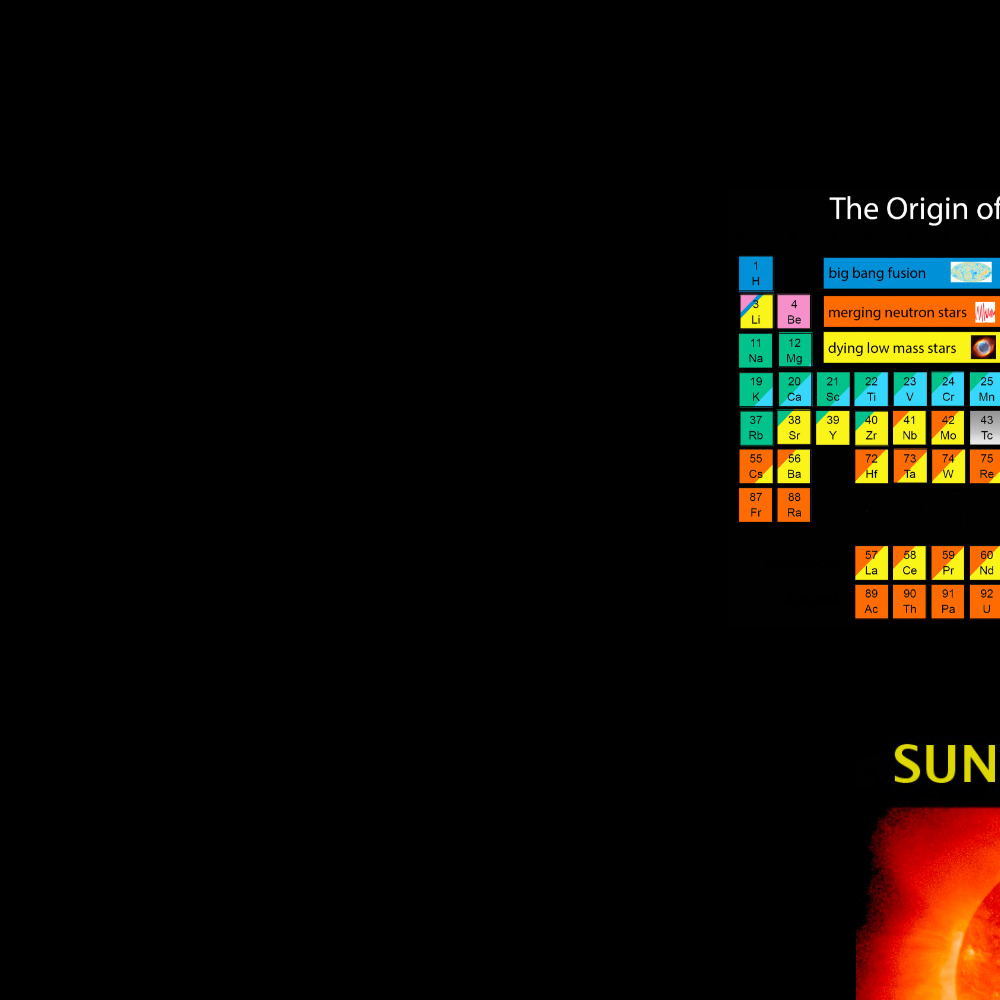 The Origin of
1
H
big bang fusion
3
Li
4
Be
merging neutron stars
11
Na
12
Mg
dying low mass stars
19
K
20
Ca
21
Sc
22
Ti
23
V
24
Cr
25
Mn
37
Rb
38
Sr
39
Y
40
Zr
41
Nb
42
Mo
43
Tc
55
Cs
56
Ba
72
Hf
73
Ta
74
W
75
Re
87
Fr
88
Ra
57
La
58
Ce
59
Pr
60
Nd
89
Ac
90
Th
91
Pa
92
U
SUN